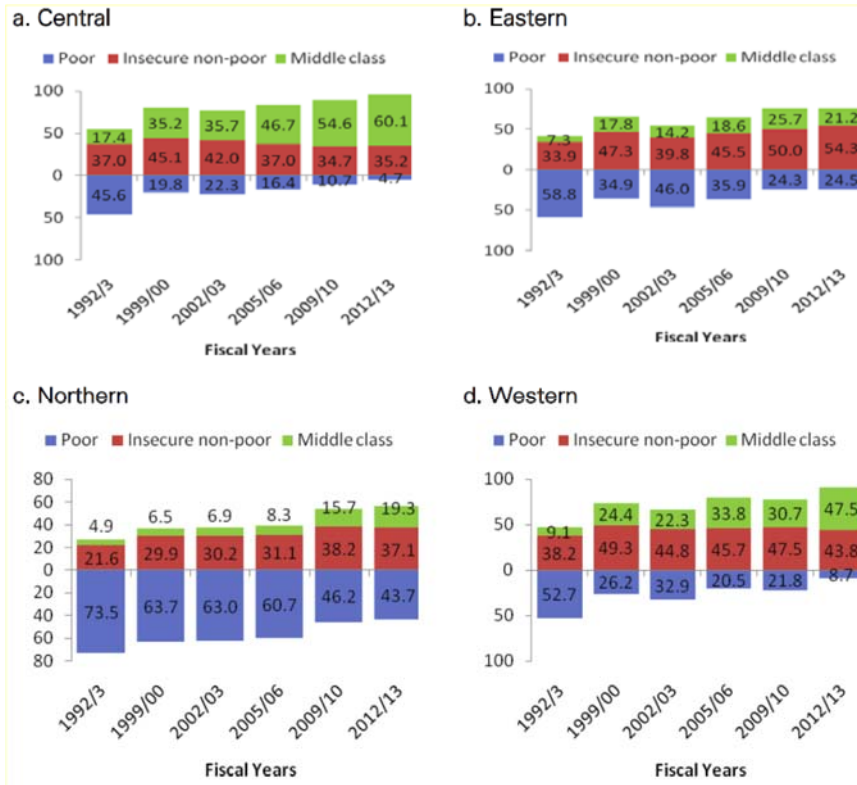 a. Central
Poor Insecure non-poor Middle class
100
50
0
50
100
17.4 35.2 35.7 46.7 54.6 60.1
37.0 45.1 42.0 37.0 34.7 35.2
45.6 19.8 22.3 16.4 10.7 4.7
1992/3 1999/00 2002/03 2005/06 2009/10 2012/13
Fiscal Years
b. Eastern
Poor Insecure non-poor Middle class
100
50
0
50
100
7.3 17.8 14.2 18.6 25.7 21.2
33.9 47.3 39.8 45.5 50.0 54.3
58.8 34.9 46.0 35.9 24.3 24.5
1992/3 1999/00 2002/03 2005/06 2009/10 2012/13
Fiscal Years
c. Northern
Poor Insecure non-poor Middle class
80
60
40
20
0
20
40
60
80
4.9 6.5 6.9 8.3 15.7 19.3
21.6 29.9 30.2 31.1 38.2 37.1
73.5 63.7 63.0 60.7 46.2 43.7
1992/3 1999/00 2002/03 2005/06 2009/10 2012/13
Fiscal Years
d. Western
Poor Insecure non-poor Middle class
100
50
0
50
100
9.1 24.4 22.3 33.8 30.7 47.5
38.2 49.3 44.8 45.7 47.5 43.8
52.7 26.2 32.9 20.5 21.8 8.7
1992/3 1999/00 2002/03 2005/06 2009/10 2012/13
Fiscal Years